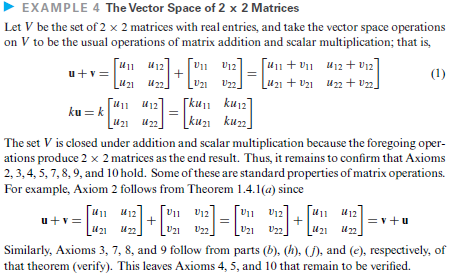 ▶ EXAMPLE 4 The Vector Space of 2 x 2 Matrices
Let V be the set of 2 × 2 matrices with real entries, and take the vector space operations
on V to be the usual operations of matrix addition and scalar multiplication; that is,
u + v = [u11 u12; u21 u22] + [v11 v12; v21 v22] = [u11 + v11 u12 + v12; u21 + v21 u22 + v22] (1)
ku = k [u11 u12; u21 u22] = [ku11 ku12; ku21 ku22]
The set V is closed under addition and scalar multiplication because the foregoing oper-
ations produce 2 × 2 matrices as the end result. Thus, it remains to confirm that Axioms
2, 3, 4, 5, 7, 8, 9, and 10 hold. Some of these are standard properties of matrix operations.
For example, Axiom 2 follows from Theorem 1.4.1(a) since
u + v = [u11 u12; u21 u22] + [v11 v12; v21 v22] = [v11 v12; v21 v22] + [u11 u12; u21 u22] = v + u
Similarly, Axioms 3, 7, 8, and 9 follow from parts (b), (h), (j), and (e), respectively, of
that theorem (verify). This leaves Axioms 4, 5, and 10 that remain to be verified.